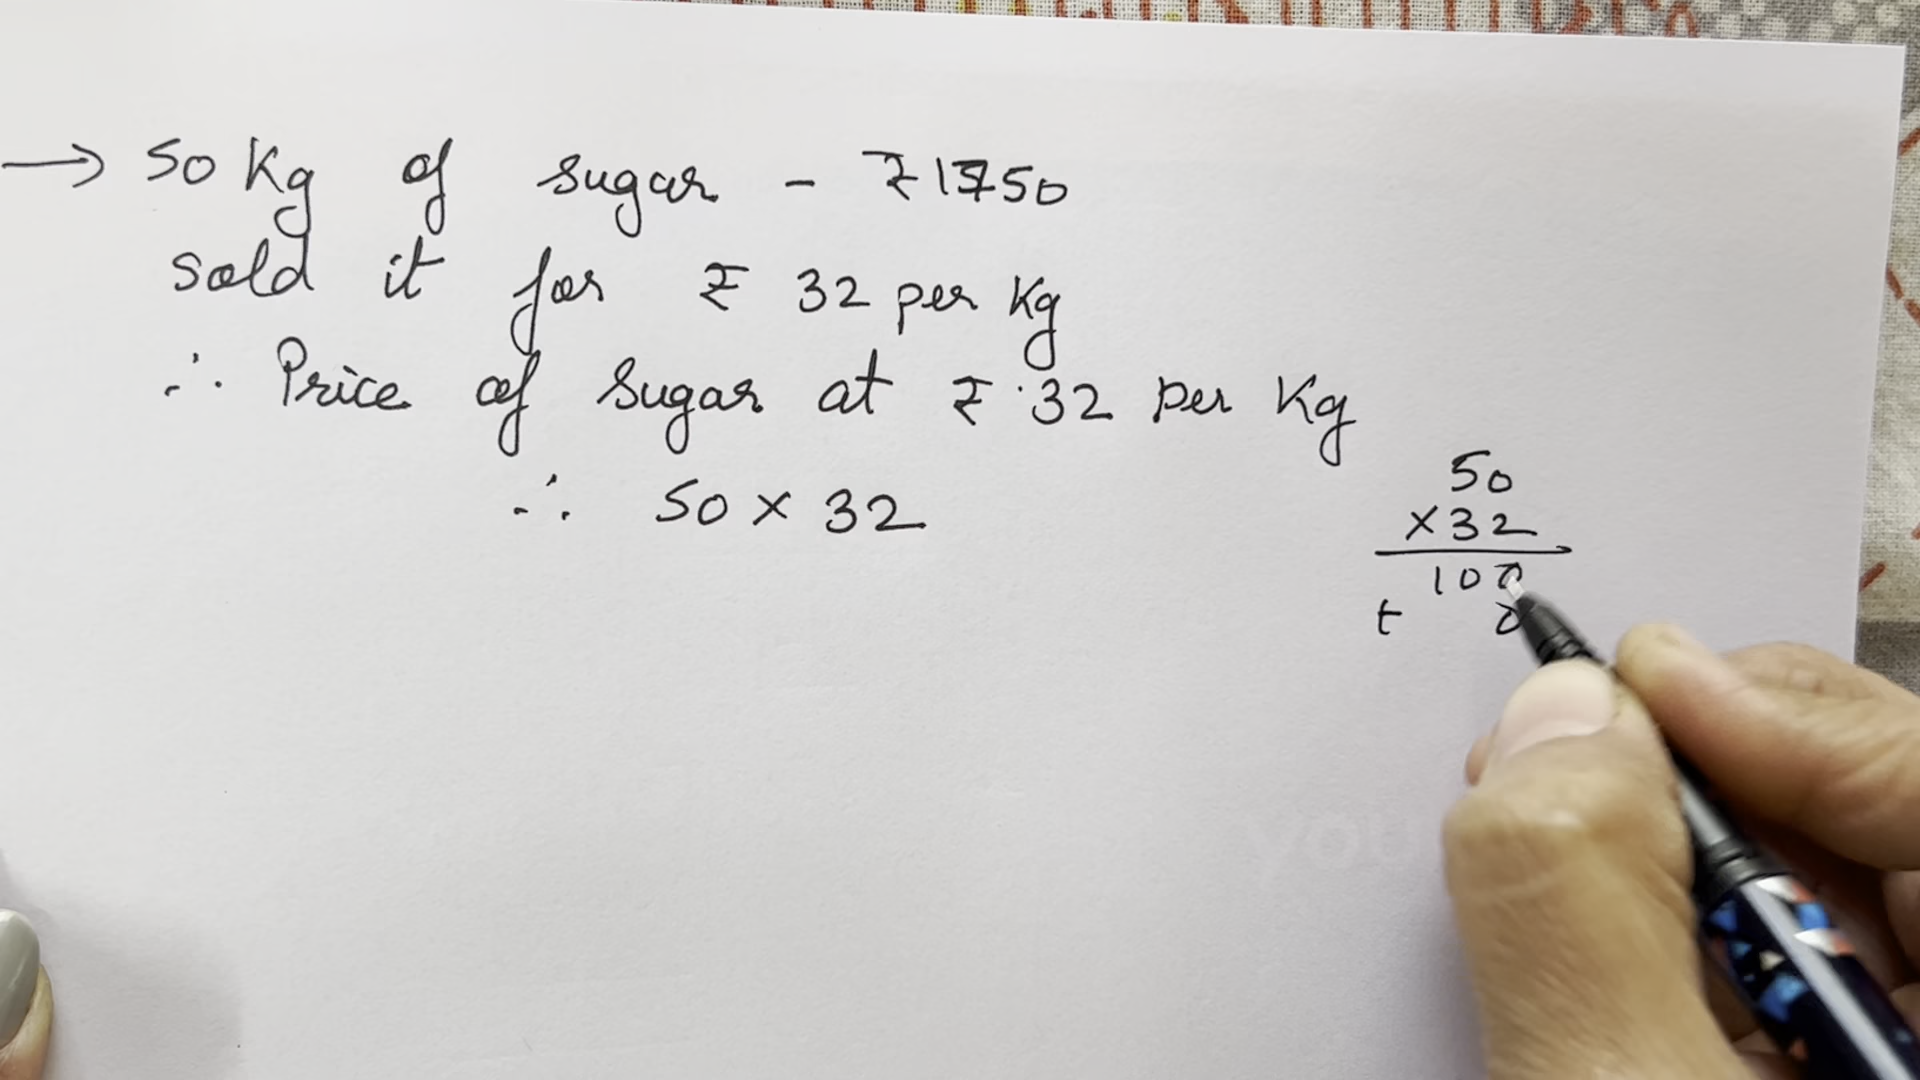 → 50 Kg of sugar - ₹1750
sold it for ₹ 32 per Kg
∴ Price of sugar at ₹ 32 per Kg
∴ 50 × 32
50
×32
100
+ 0